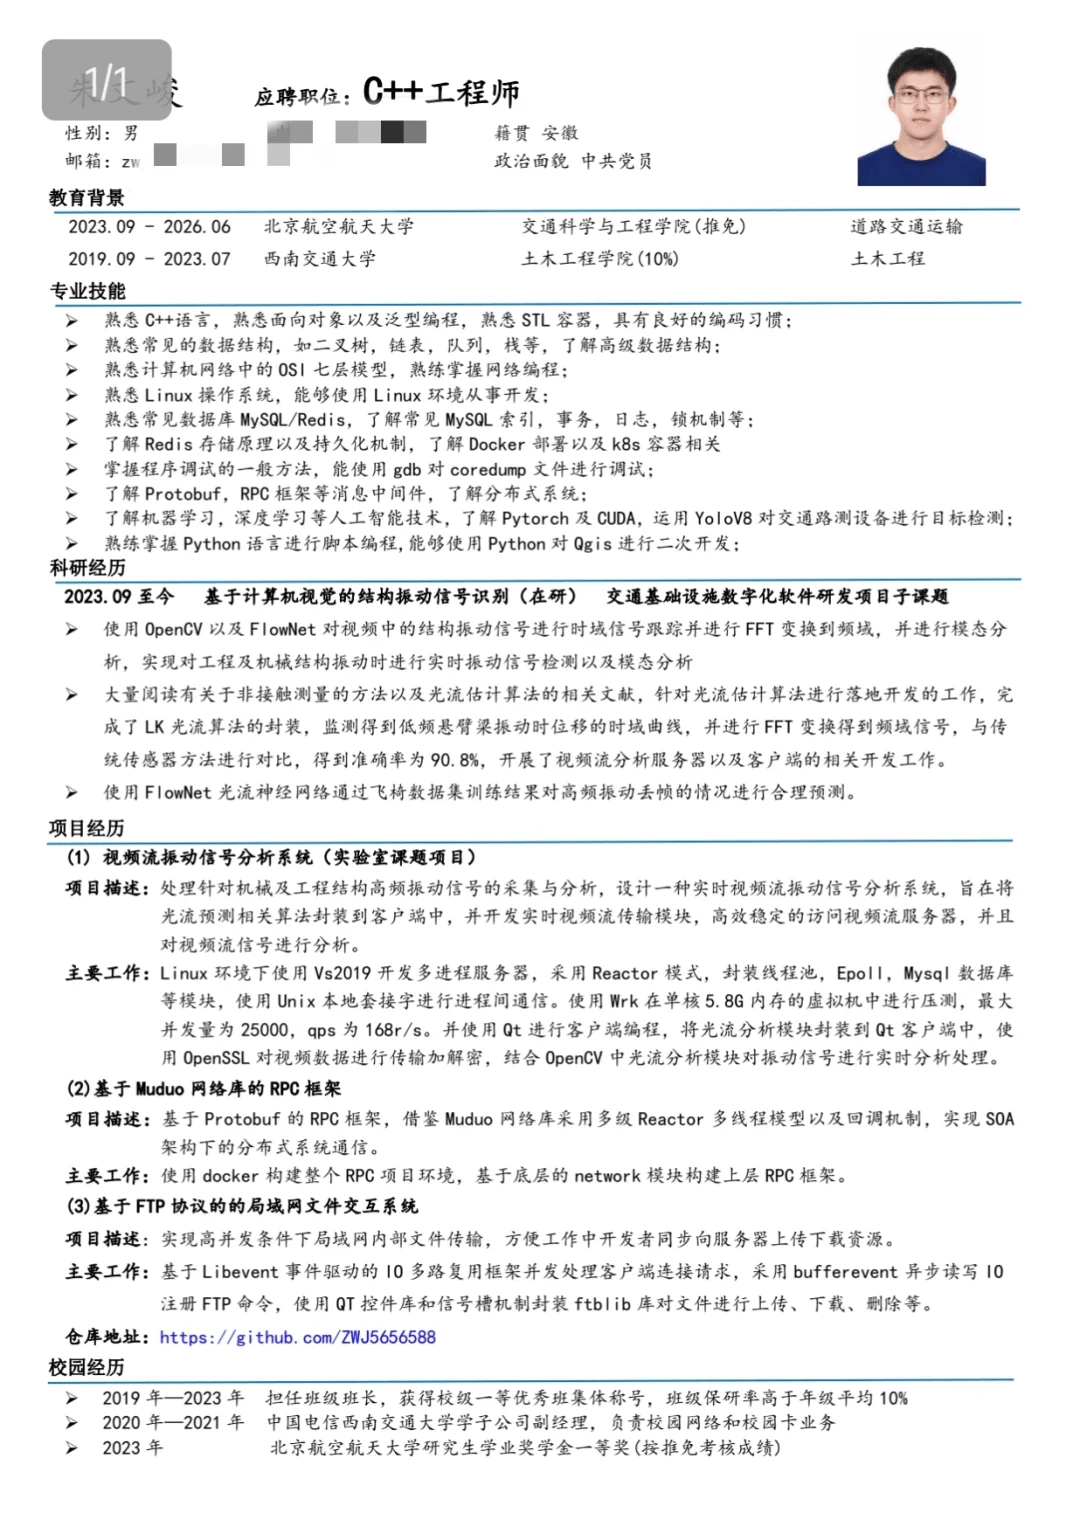 1/1
朱文峻 应聘职位：C++工程师
性别：男 籍贯 安徽
邮箱：zw 政治面貌 中共党员
教育背景
2023.09 - 2026.06 北京航空航天大学 交通科学与工程学院(推免) 道路交通运输
2019.09 - 2023.07 西南交通大学 土木工程学院(10%) 土木工程
专业技能
➢ 熟悉 C++语言，熟悉面向对象以及泛型编程，熟悉 STL 容器，具有良好的编码习惯；
➢ 熟悉常见的数据结构，如二叉树，链表，队列，栈等，了解高级数据结构；
➢ 熟悉计算机网络中的 OSI 七层模型，熟练掌握网络编程；
➢ 熟悉 Linux 操作系统，能够使用 Linux 环境从事开发；
➢ 熟悉常见数据库 MySQL/Redis，了解常见 MySQL 索引，事务，日志，锁机制等；
➢ 了解 Redis 存储原理以及持久化机制，了解 Docker 部署以及 k8s 容器相关
➢ 掌握程序调试的一般方法，能使用 gdb 对 coredump 文件进行调试；
➢ 了解 Protobuf，RPC 框架等消息中间件，了解分布式系统；
➢ 了解机器学习，深度学习等人工智能技术，了解 Pytorch 及 CUDA，运用 YoloV8 对交通路测设备进行目标检测；
➢ 熟练掌握 Python 语言进行脚本编程,能够使用 Python 对 Qgis 进行二次开发；
科研经历
2023.09 至今 基于计算机视觉的结构振动信号识别（在研） 交通基础设施数字化软件研发项目子课题
➢ 使用 OpenCV 以及 FlowNet 对视频中的结构振动信号进行时域信号跟踪并进行 FFT 变换到频域，并进行模态分
析，实现对工程及机械结构振动时进行实时振动信号检测以及模态分析
➢ 大量阅读有关于非接触测量的方法以及光流估计算法的相关文献，针对光流估计算法进行落地开发的工作，完
成了 LK 光流算法的封装，监测得到低频悬臂梁振动时位移的时域曲线，并进行 FFT 变换得到频域信号，与传
统传感器方法进行对比，得到准确率为 90.8%，开展了视频流分析服务器以及客户端的相关开发工作。
➢ 使用 FlowNet 光流神经网络通过飞椅数据集训练结果对高频振动丢帧的情况进行合理预测。
项目经历
(1) 视频流振动信号分析系统（实验室课题项目）
项目描述：处理针对机械及工程结构高频振动信号的采集与分析，设计一种实时视频流振动信号分析系统，旨在将
光流预测相关算法封装到客户端中，并开发实时视频流传输模块，高效稳定的访问视频流服务器，并且
对视频流信号进行分析。
主要工作：Linux 环境下使用 Vs2019 开发多进程服务器，采用 Reactor 模式，封装线程池，Epoll，Mysql 数据库
等模块，使用 Unix 本地套接字进行进程间通信。使用 Wrk 在单核 5.8G 内存的虚拟机中进行压测，最大
并发量为 25000，qps 为 168r/s。并使用 Qt 进行客户端编程，将光流分析模块封装到 Qt 客户端中，使
用 OpenSSL 对视频数据进行传输加解密，结合 OpenCV 中光流分析模块对振动信号进行实时分析处理。
(2)基于 Muduo 网络库的 RPC 框架
项目描述：基于 Protobuf 的 RPC 框架，借鉴 Muduo 网络库采用多级 Reactor 多线程模型以及回调机制，实现 SOA
架构下的分布式系统通信。
主要工作：使用 docker 构建整个 RPC 项目环境，基于底层的 network 模块构建上层 RPC 框架。
(3)基于 FTP 协议的的局域网文件交互系统
项目描述：实现高并发条件下局域网内部文件传输，方便工作中开发者同步向服务器上传下载资源。
主要工作：基于 Libevent 事件驱动的 IO 多路复用框架并发处理客户端连接请求，采用 bufferevent 异步读写 IO
注册 FTP 命令，使用 QT 控件库和信号槽机制封装 ftblib 库对文件进行上传、下载、删除等。
仓库地址：https://github.com/ZWJ5656588
校园经历
➢ 2019 年—2023 年 担任班级班长，获得校级一等优秀班集体称号，班级保研率高于年级平均 10%
➢ 2020 年—2021 年 中国电信西南交通大学学子公司副经理，负责校园网络和校园卡业务
➢ 2023 年 北京航空航天大学研究生学业奖学金一等奖(按推免考核成绩)